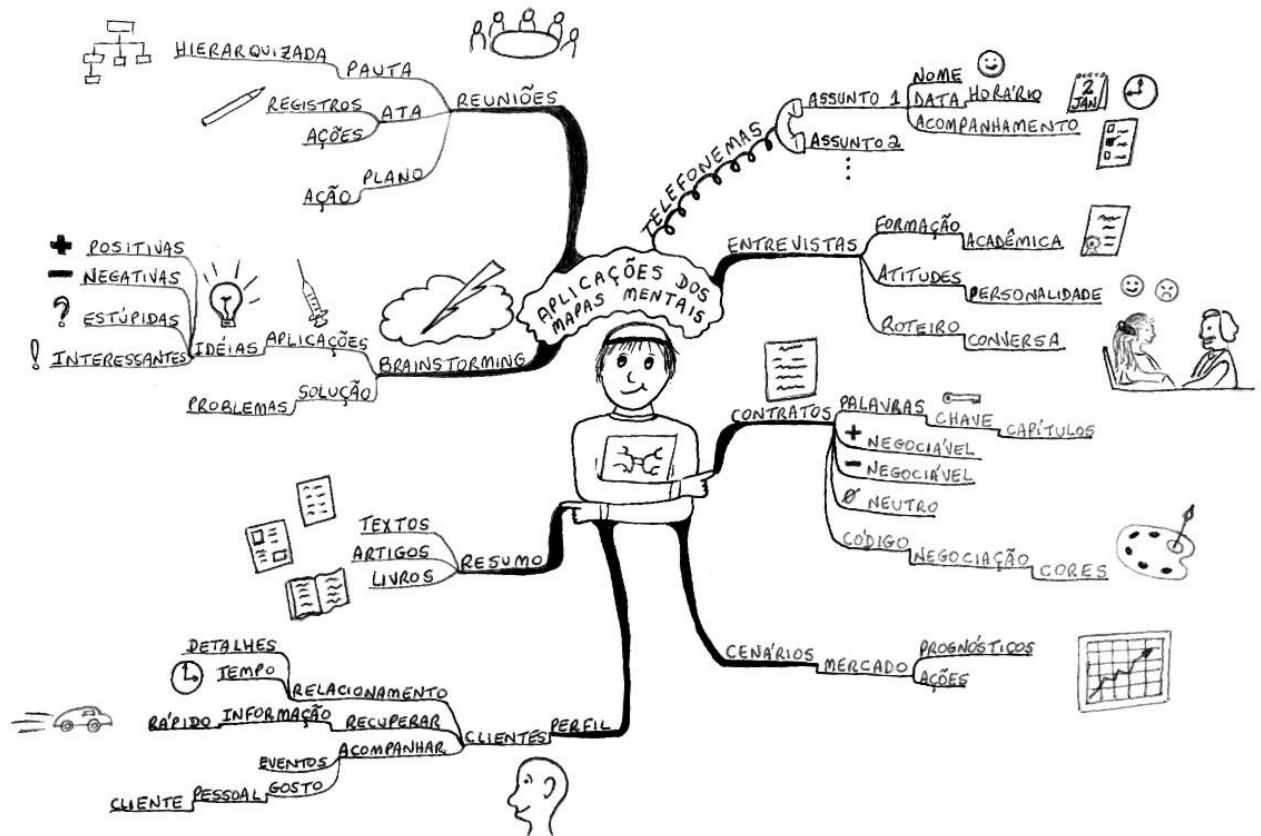 APLICAÇÕES DOS
MAPAS MENTAIS
TELEFONEMAS
ASSUNTO 1
NOME
DATA HORÁRIO
2
JAN
ACOMPANHAMENTO
ASSUNTO 2
...
ENTREVISTAS
FORMAÇÃO
ACADÊMICA
ATITUDES
PERSONALIDADE
ROTEIRO
CONVERSA
CONTRATOS
PALAVRAS CHAVE CAPÍTULOS
+ NEGOCIÁVEL
- NEGOCIÁVEL
Ø NEUTRO
CÓDIGO NEGOCIAÇÃO CORES
CENÁRIOS MERCADO
PROGNÓSTICOS
AÇÕES
PERFIL
CLIENTES
RELACIONAMENTO
DETALHES
TEMPO
RECUPERAR
INFORMAÇÃO
RÁPIDO
ACOMPANHAR
EVENTOS
GOSTO
PESSOAL
CLIENTE
RESUMO
TEXTOS
ARTIGOS
LIVROS
BRAINSTORMING
APLICAÇÕES
IDÉIAS
+ POSITIVAS
- NEGATIVAS
? ESTÚPIDAS
! INTERESSANTES
SOLUÇÃO
PROBLEMAS
REUNIÕES
PAUTA
HIERARQUIZADA
ATA
REGISTROS
AÇÕES
PLANO
AÇÃO